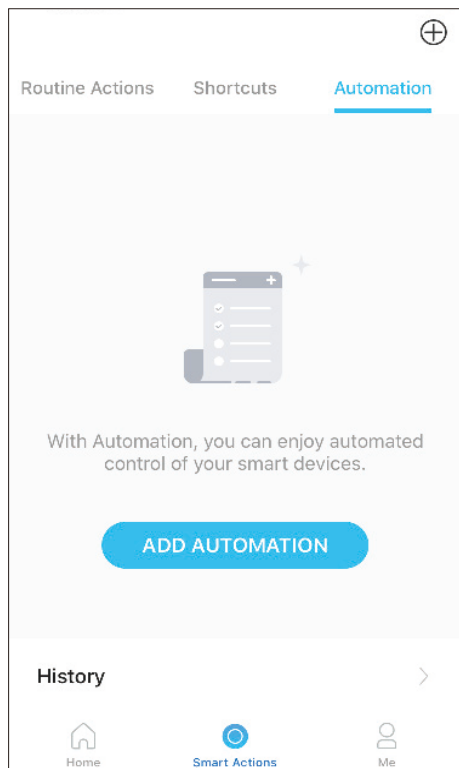 Routine Actions Shortcuts Automation
With Automation, you can enjoy automated
control of your smart devices.
ADD AUTOMATION
History
Home Smart Actions Me